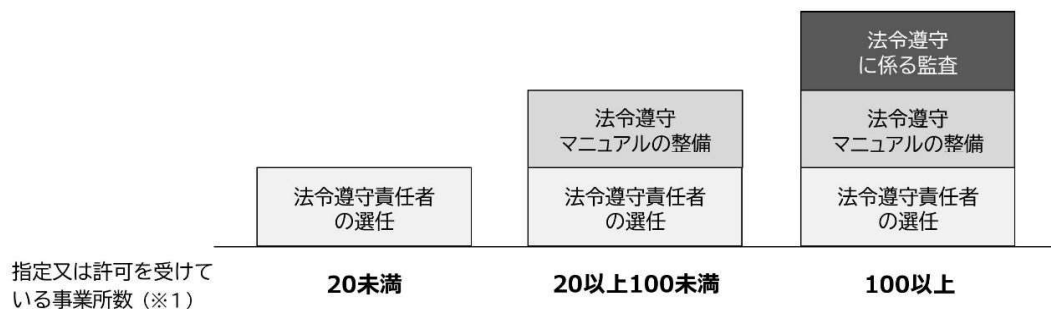 法令遵守
に係る監査
法令遵守
マニュアルの整備
法令遵守
マニュアルの整備
法令遵守責任者
の選任
法令遵守責任者
の選任
法令遵守責任者
の選任
指定又は許可を受けて
いる事業所数（※１）
20未満
20以上100未満
100以上